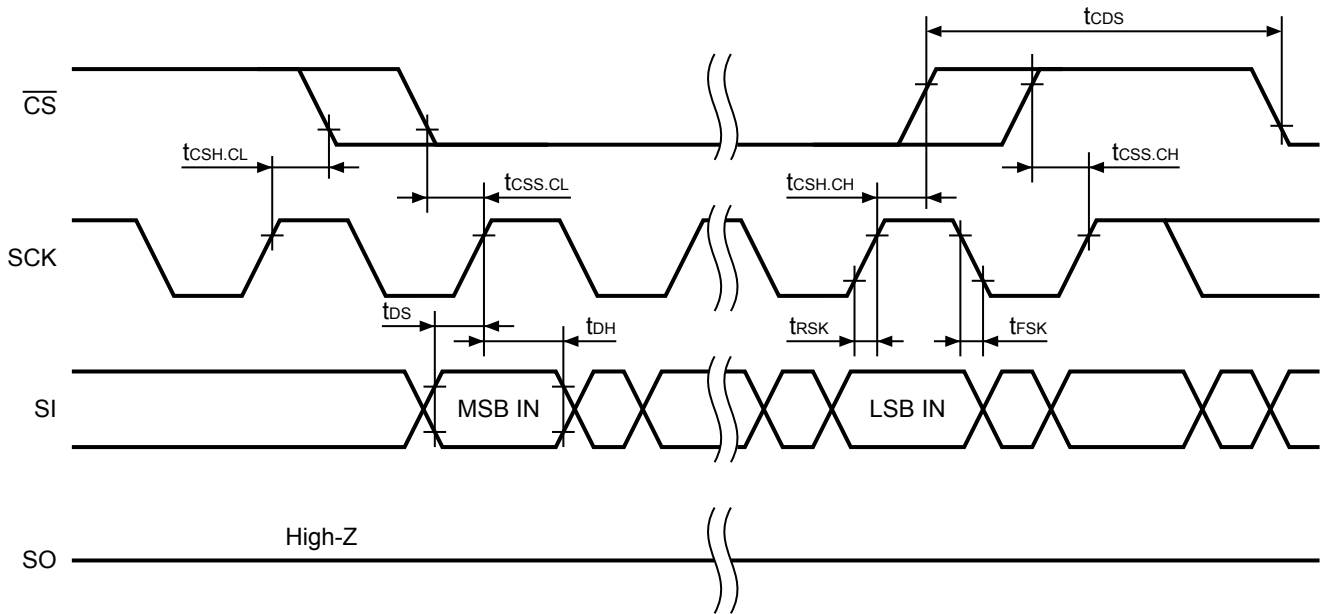 tCDS
CS
tCSH.CL
tCSS.CL
tCSH.CH
tCSS.CH
SCK
tDS
tDH
tRSK
tFSK
SI
MSB IN
LSB IN
High-Z
SO